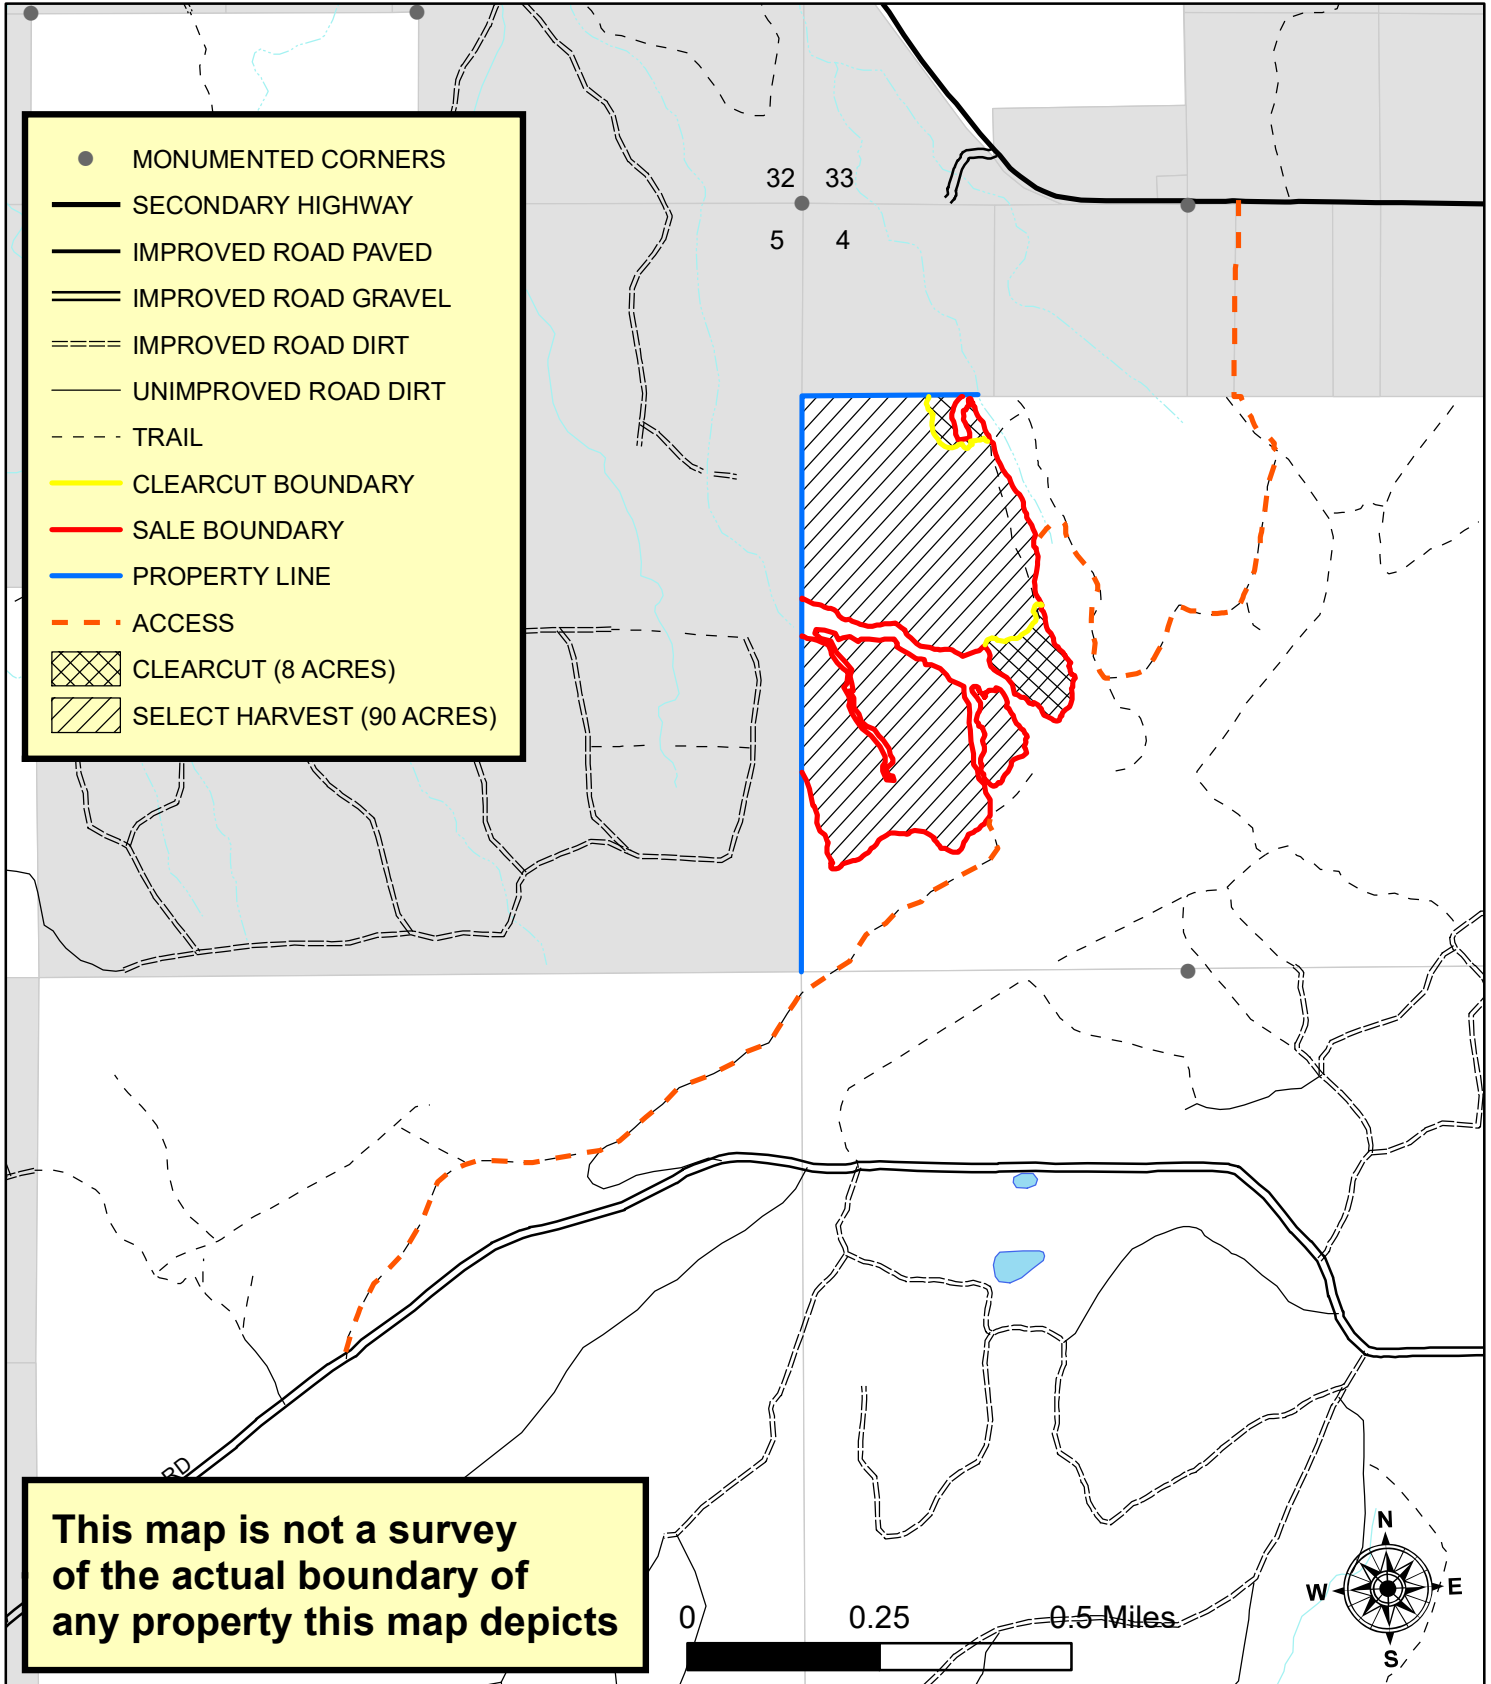 32 33
5 4
MONUMENTED CORNERS
SECONDARY HIGHWAY
IMPROVED ROAD PAVED
IMPROVED ROAD GRAVEL
IMPROVED ROAD DIRT
UNIMPROVED ROAD DIRT
TRAIL
CLEARCUT BOUNDARY
SALE BOUNDARY
PROPERTY LINE
ACCESS
CLEARCUT (8 ACRES)
SELECT HARVEST (90 ACRES)
RD
This map is not a survey
of the actual boundary of
any property this map depicts
0 0.25 0.5 Miles
N
W E
S